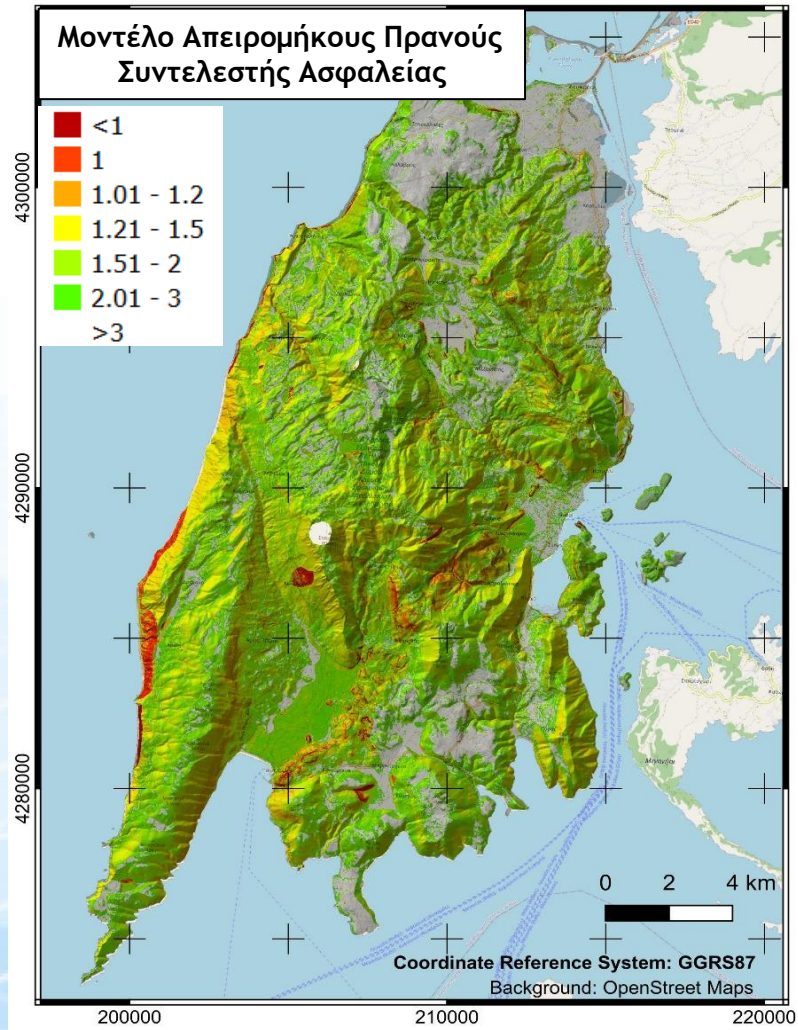 Μοντέλο Απειρομήκους Πρανούς
Συντελεστής Ασφαλείας
<1
1
1.01 - 1.2
1.21 - 1.5
1.51 - 2
2.01 - 3
>3
4300000
4290000
4280000
0 2 4 km
Coordinate Reference System: GGRS87
Background: OpenStreet Maps
200000 210000 220000